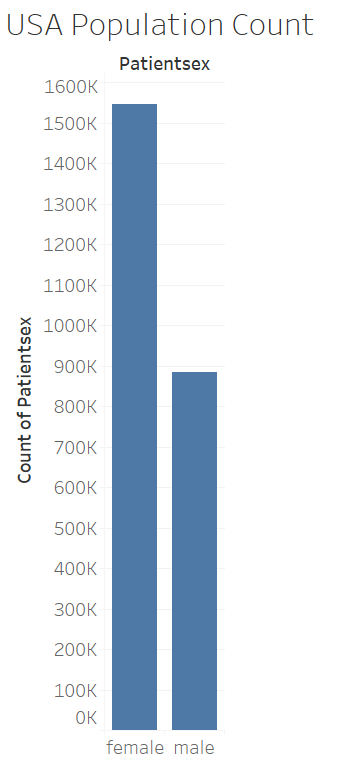 USA Population Count
Patientsex
1600K
1500K
1400K
1300K
1200K
1100K
1000K
900K
800K
700K
600K
500K
400K
300K
200K
100K
0K
Count of Patientsex
female male